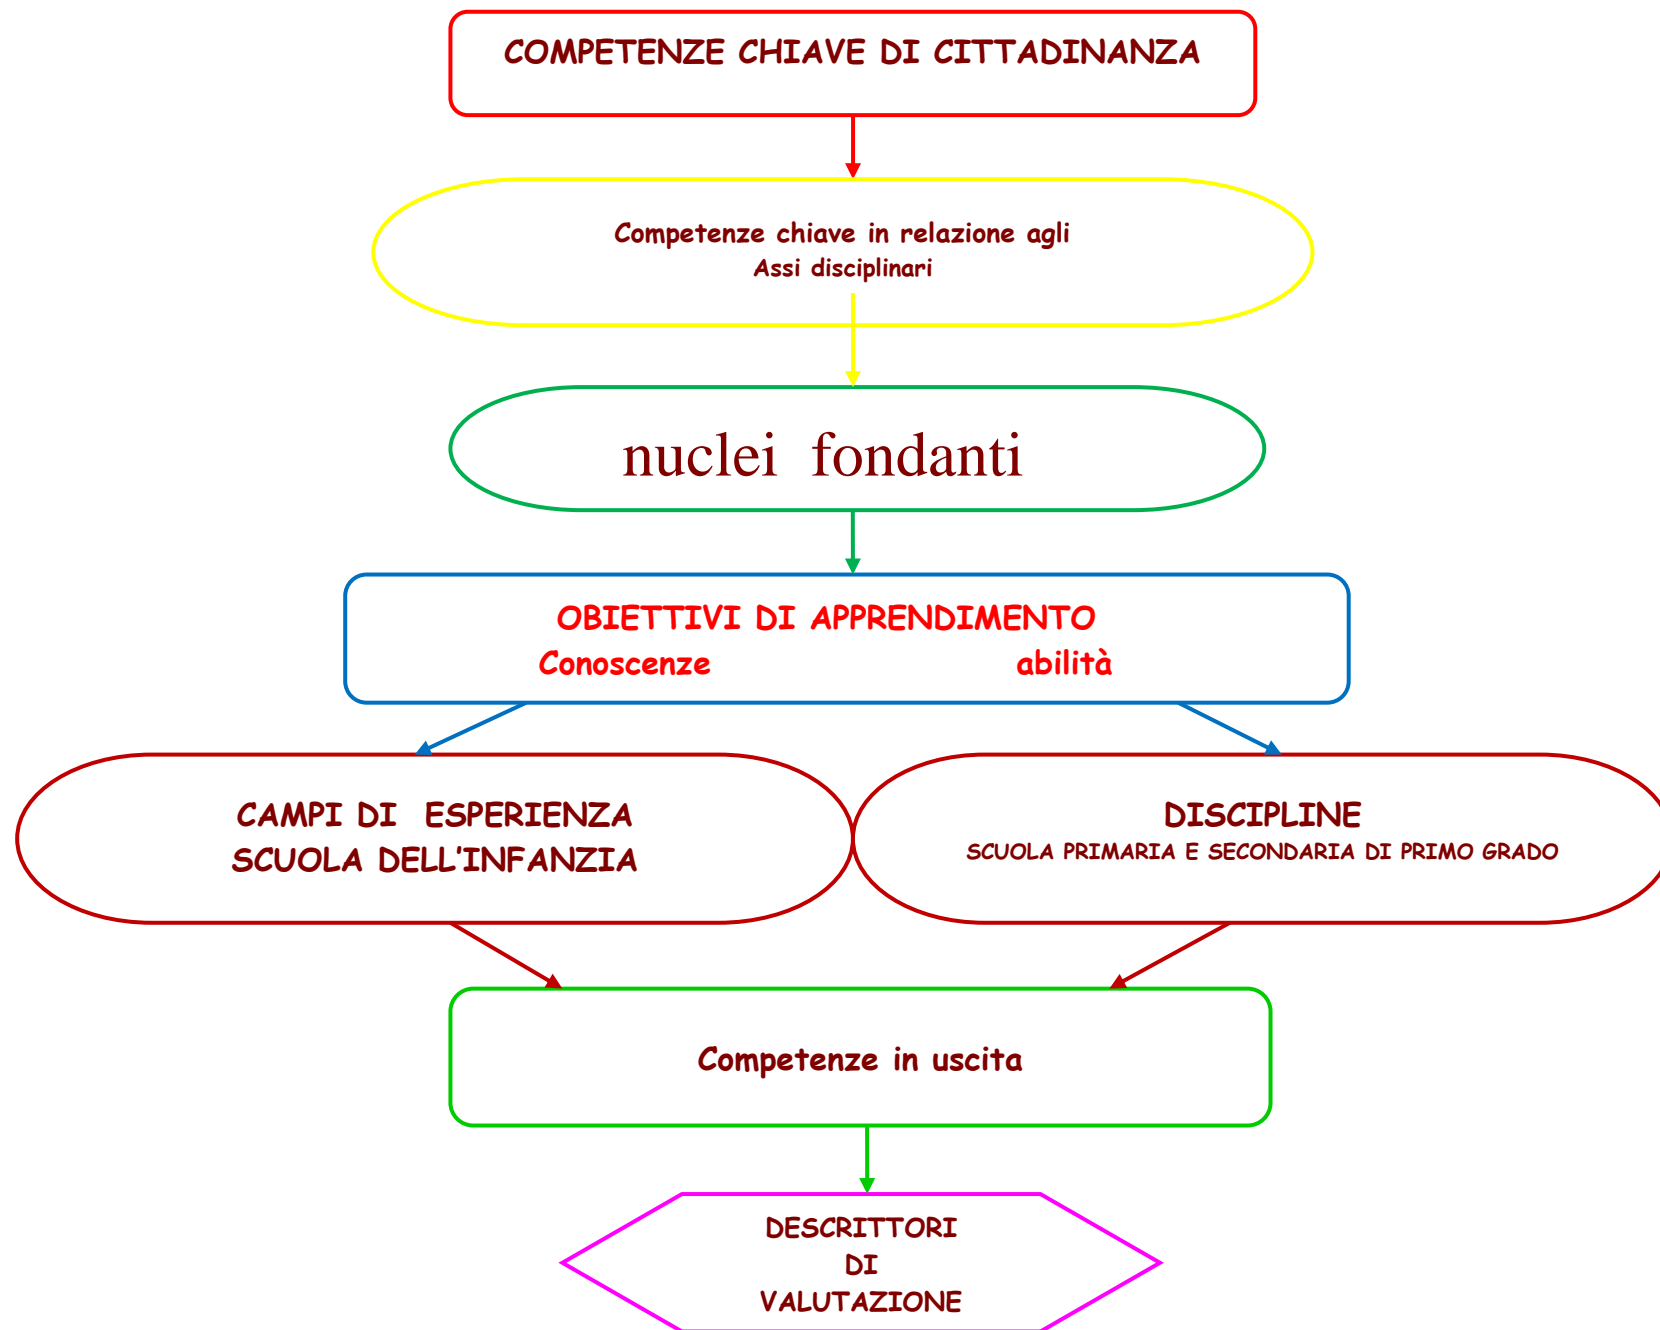 COMPETENZE CHIAVE DI CITTADINANZA
Competenze chiave in relazione agli
Assi disciplinari
nuclei fondanti
OBIETTIVI DI APPRENDIMENTO
Conoscenze abilità
CAMPI DI ESPERIENZA
SCUOLA DELL'INFANZIA
DISCIPLINE
SCUOLA PRIMARIA E SECONDARIA DI PRIMO GRADO
Competenze in uscita
DESCRITTORI
DI
VALUTAZIONE